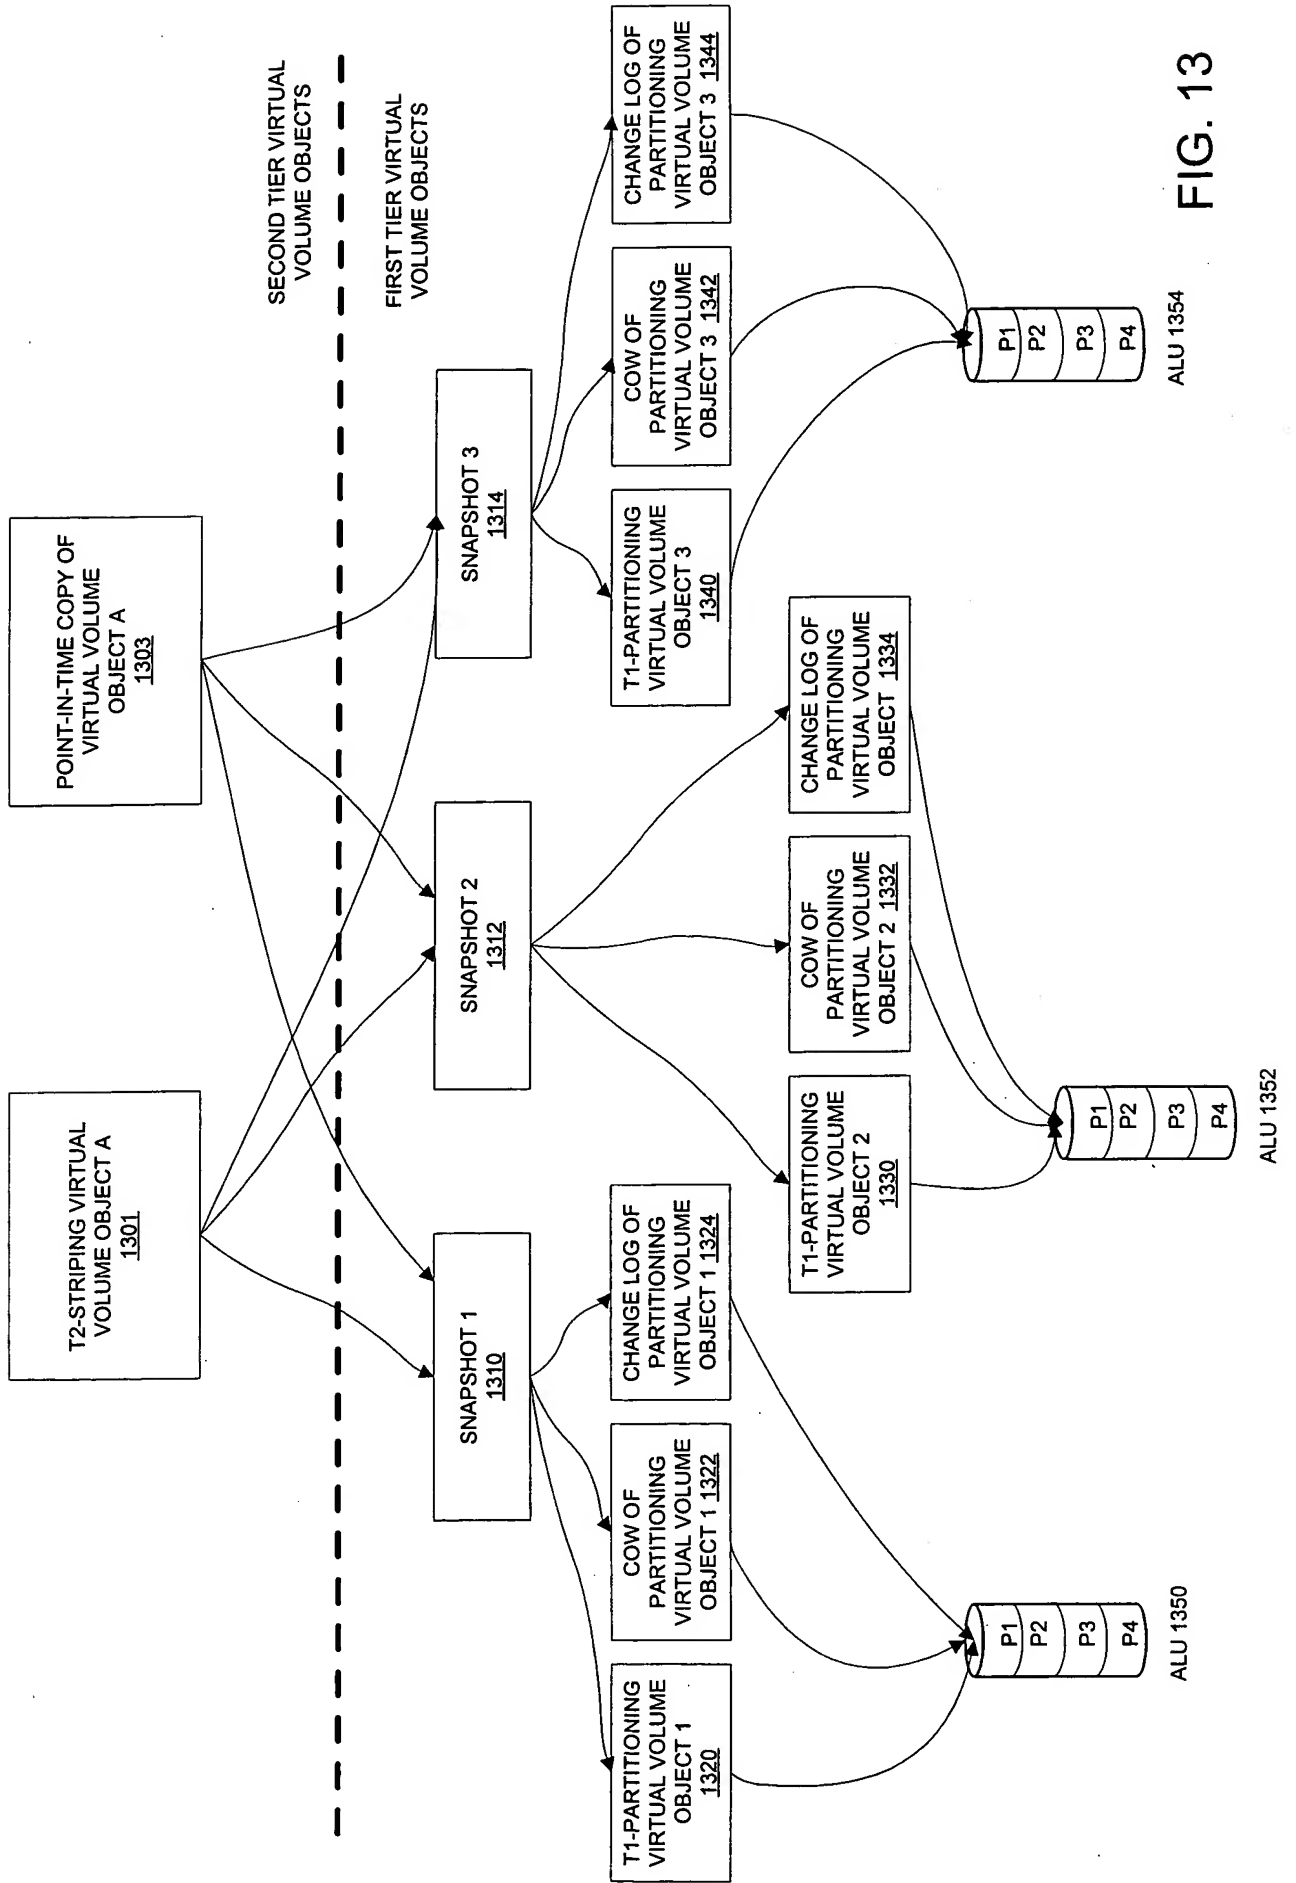 T2-STRIPING VIRTUAL
VOLUME OBJECT A
1301
POINT-IN-TIME COPY OF
VIRTUAL VOLUME
OBJECT A
1303
SECOND TIER VIRTUAL
VOLUME OBJECTS
FIRST TIER VIRTUAL
VOLUME OBJECTS
SNAPSHOT 1
1310
SNAPSHOT 2
1312
SNAPSHOT 3
1314
T1-PARTITIONING
VIRTUAL VOLUME
OBJECT 1
1320
COW OF
PARTITIONING
VIRTUAL VOLUME
OBJECT 1 1322
CHANGE LOG OF
PARTITIONING
VIRTUAL VOLUME
OBJECT 1 1324
T1-PARTITIONING
VIRTUAL VOLUME
OBJECT 2
1330
COW OF
PARTITIONING
VIRTUAL VOLUME
OBJECT 2 1332
CHANGE LOG OF
PARTITIONING
VIRTUAL VOLUME
OBJECT 1334
T1-PARTITIONING
VIRTUAL VOLUME
OBJECT 3
1340
COW OF
PARTITIONING
VIRTUAL VOLUME
OBJECT 3 1342
CHANGE LOG OF
PARTITIONING
VIRTUAL VOLUME
OBJECT 3 1344
P1
P2
P3
P4
ALU 1350
P1
P2
P3
P4
ALU 1352
P1
P2
P3
P4
ALU 1354
FIG. 13